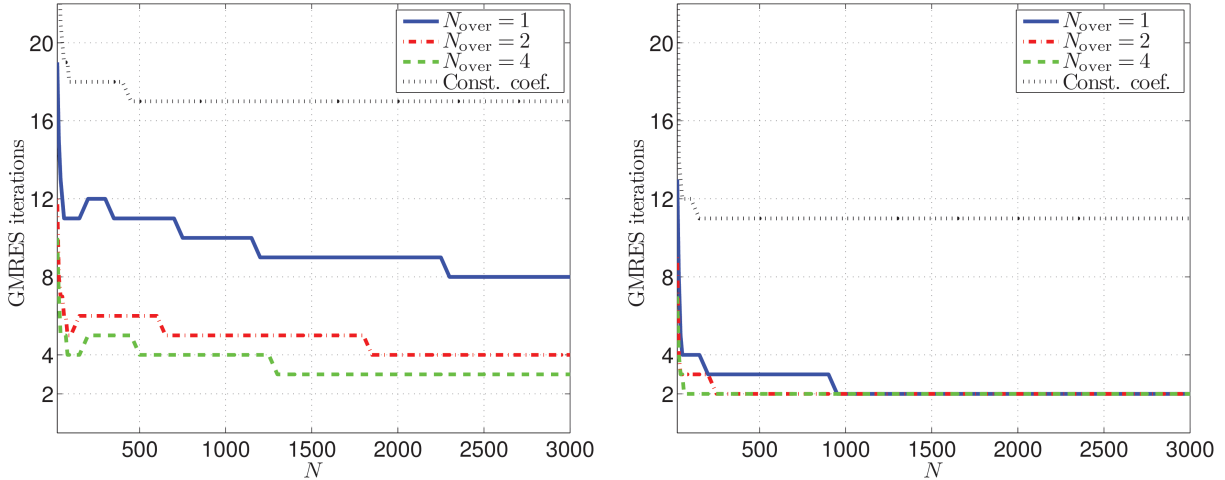 GMRES iterations
20
16
12
8
4
2
500
1000
1500
2000
2500
3000
N
N_over = 1
N_over = 2
N_over = 4
Const. coef.
GMRES iterations
20
16
12
8
4
2
500
1000
1500
2000
2500
3000
N
N_over = 1
N_over = 2
N_over = 4
Const. coef.